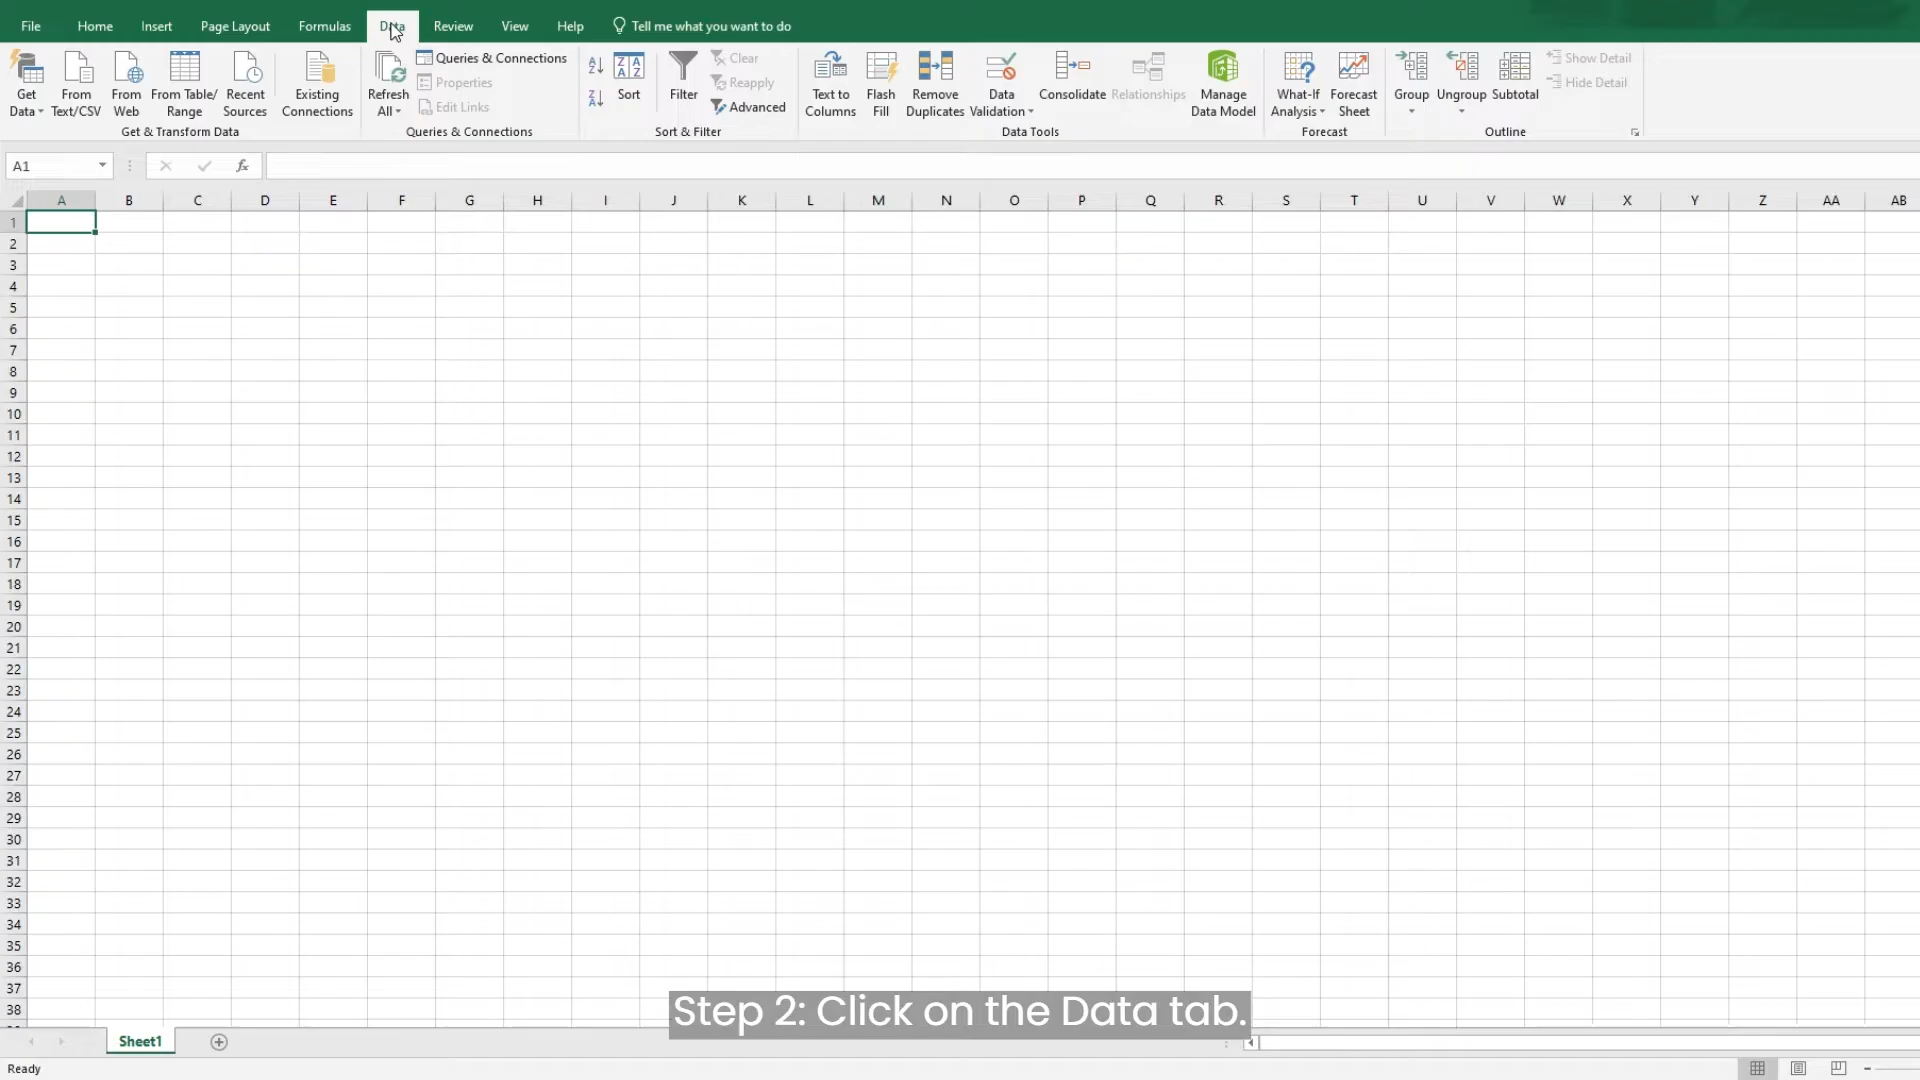 File Home Insert Page Layout Formulas Data Review View Help Tell me what you want to do
Get Data
From Text/CSV
From Web
From Table/ Range
Recent Sources
Existing Connections
Get & Transform Data
Refresh All
Queries & Connections
Properties
Edit Links
Queries & Connections
Sort
Filter
Clear
Reapply
Advanced
Sort & Filter
Text to Columns
Flash Fill
Remove Duplicates
Data Validation
Consolidate
Relationships
Manage Data Model
Data Tools
What-If Analysis
Forecast Sheet
Forecast
Group
Ungroup
Subtotal
Show Detail
Hide Detail
Outline
A1 fx
A B C D E F G H I J K L M N O P Q R S T U V W X Y Z AA AB
1
2
3
4
5
6
7
8
9
10
11
12
13
14
15
16
17
18
19
20
21
22
23
24
25
26
27
28
29
30
31
32
33
34
35
36
37
38
Step 2: Click on the Data tab.
Sheet1
Ready